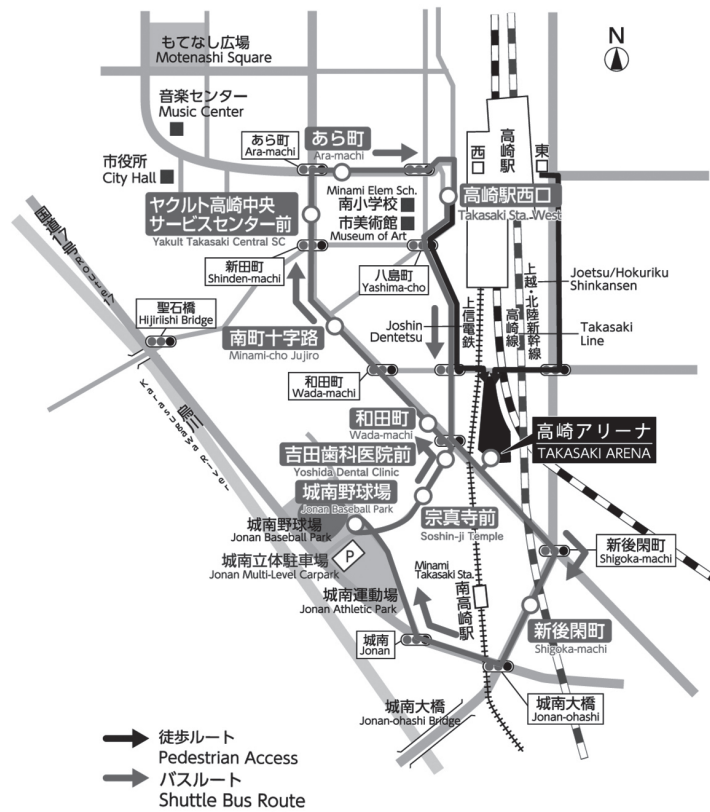 もてなし広場
Motenashi Square
N
音楽センター
Music Center
あら町
Ara-machi
あら町
Ara-machi
西口
高崎駅
東口
市役所
City Hall
Minami Elem Sch.
南小学校
市美術館
Museum of Art
高崎駅西口
Takasaki Sta. West
ヤクルト高崎中央
サービスセンター前
Yakult Takasaki Central SC
国道17号
Route 17
新田町
Shinden-machi
八島町
Yashima-cho
上信電鉄
Joshin
Dentetsu
高崎線
上越・北陸新幹線
Joetsu/Hokuriku
Shinkansen
Takasaki
Line
聖石橋
Hijiriishi Bridge
南町十字路
Minami-cho Jujiro
和田町
Wada-machi
烏川
Karasugawa River
和田町
Wada-machi
高崎アリーナ
TAKASAKI ARENA
吉田歯科医院前
Yoshida Dental Clinic
城南野球場
Jonan Baseball Park
宗真寺前
Soshin-ji Temple
城南野球場
Jonan Baseball Park
P
城南立体駐車場
Jonan Multi-Level Carpark
新後閑町
Shigoka-machi
Minami
Takasaki Sta.
南高崎駅
城南運動場
Jonan Athletic Park
新後閑町
Shigoka-machi
城南
Jonan
城南大橋
Jonan-ohashi Bridge
城南大橋
Jonan-ohashi
徒歩ルート
Pedestrian Access
バスルート
Shuttle Bus Route